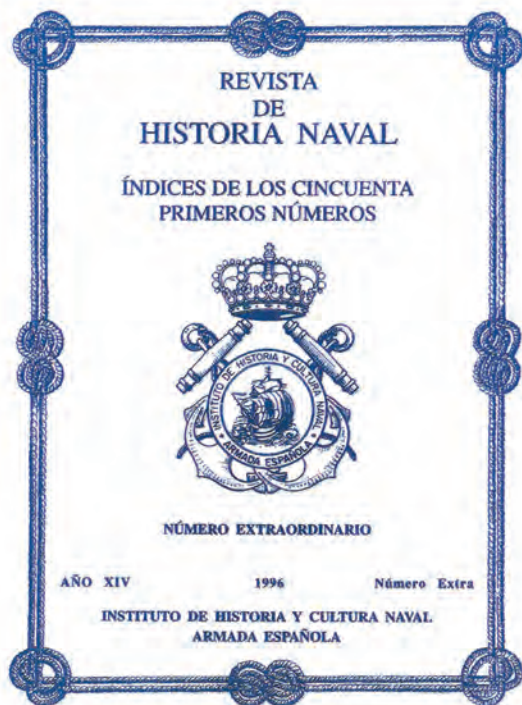 REVISTA
DE
HISTORIA NAVAL
ÍNDICES DE LOS CINCUENTA
PRIMEROS NÚMEROS
INSTITUTO DE HISTORIA Y CULTURA NAVAL
ARMADA ESPAÑOLA
NÚMERO EXTRAORDINARIO
AÑO XIV 1996 Número Extra
INSTITUTO DE HISTORIA Y CULTURA NAVAL
ARMADA ESPAÑOLA